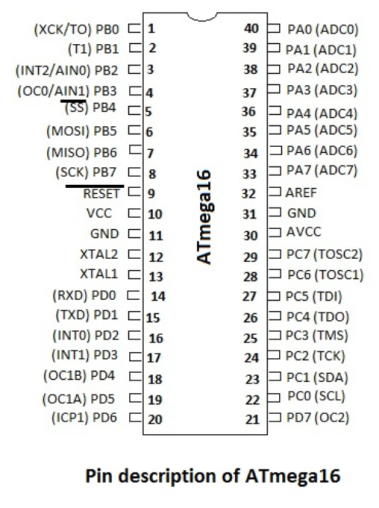 (XCK/TO) PB0 1 40 PA0 (ADC0)
(T1) PB1 2 39 PA1 (ADC1)
(INT2/AIN0) PB2 3 38 PA2 (ADC2)
(OC0/AIN1) PB3 4 37 PA3 (ADC3)
(SS) PB4 5 36 PA4 (ADC4)
(MOSI) PB5 6 35 PA5 (ADC5)
(MISO) PB6 7 34 PA6 (ADC6)
(SCK) PB7 8 33 PA7 (ADC7)
RESET 9 32 AREF
VCC 10 31 GND
GND 11 30 AVCC
XTAL2 12 29 PC7 (TOSC2)
XTAL1 13 28 PC6 (TOSC1)
(RXD) PD0 14 27 PC5 (TDI)
(TXD) PD1 15 26 PC4 (TDO)
(INT0) PD2 16 25 PC3 (TMS)
(INT1) PD3 17 24 PC2 (TCK)
(OC1B) PD4 18 23 PC1 (SDA)
(OC1A) PD5 19 22 PC0 (SCL)
(ICP1) PD6 20 21 PD7 (OC2)
ATmega16
Pin description of ATmega16